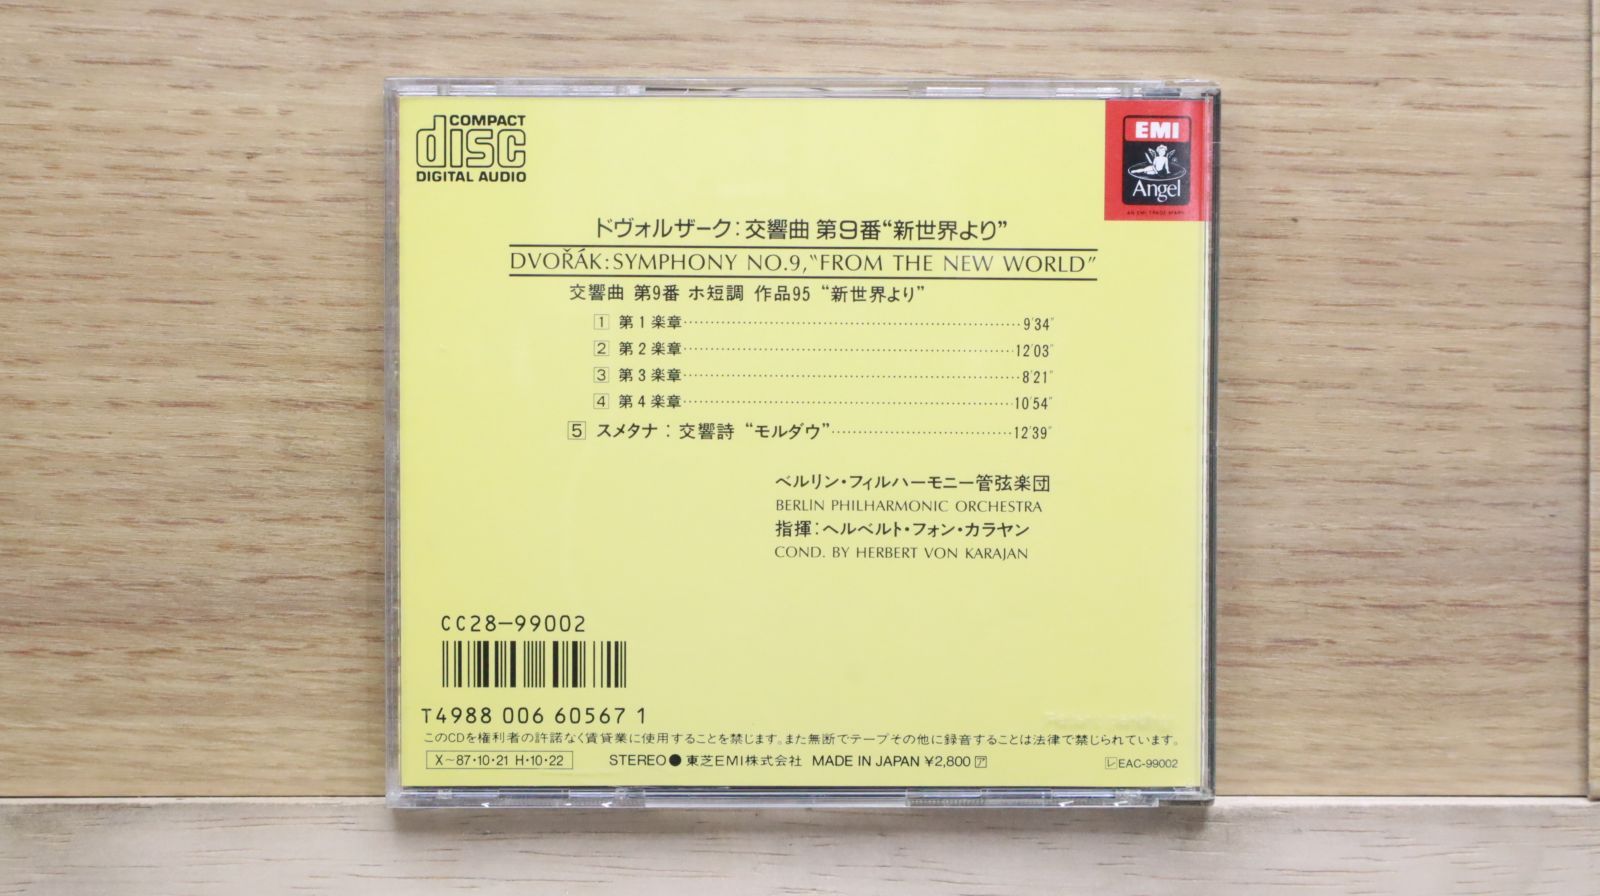 COMPACT
disc
DIGITAL AUDIO
EMI
Angel
AN EMI TRADE MARK
ドヴォルザーク:交響曲 第9番“新世界より”
DVOŘÁK:SYMPHONY NO.9,“FROM THE NEW WORLD”
交響曲 第9番 ホ短調 作品95 “新世界より”
1 第1楽章 9′34″
2 第2楽章 12′03″
3 第3楽章 8′21″
4 第4楽章 10′54″
5 スメタナ:交響詩 “モルダウ” 12′39″
ベルリン・フィルハーモニー管弦楽団
BERLIN PHILHARMONIC ORCHESTRA
指揮:ヘルベルト・フォン・カラヤン
COND. BY HERBERT VON KARAJAN
CC28-99002
T4988 006 60567 1
このCDを権利者の許諾なく賃貸業に使用することを禁じます。また無断でテープその他に録音することは法律で禁じられています。
X~87・10・21 H・10・22 STEREO● 東芝EMI株式会社 MADE IN JAPAN ¥2,800 ア レEAC-99002